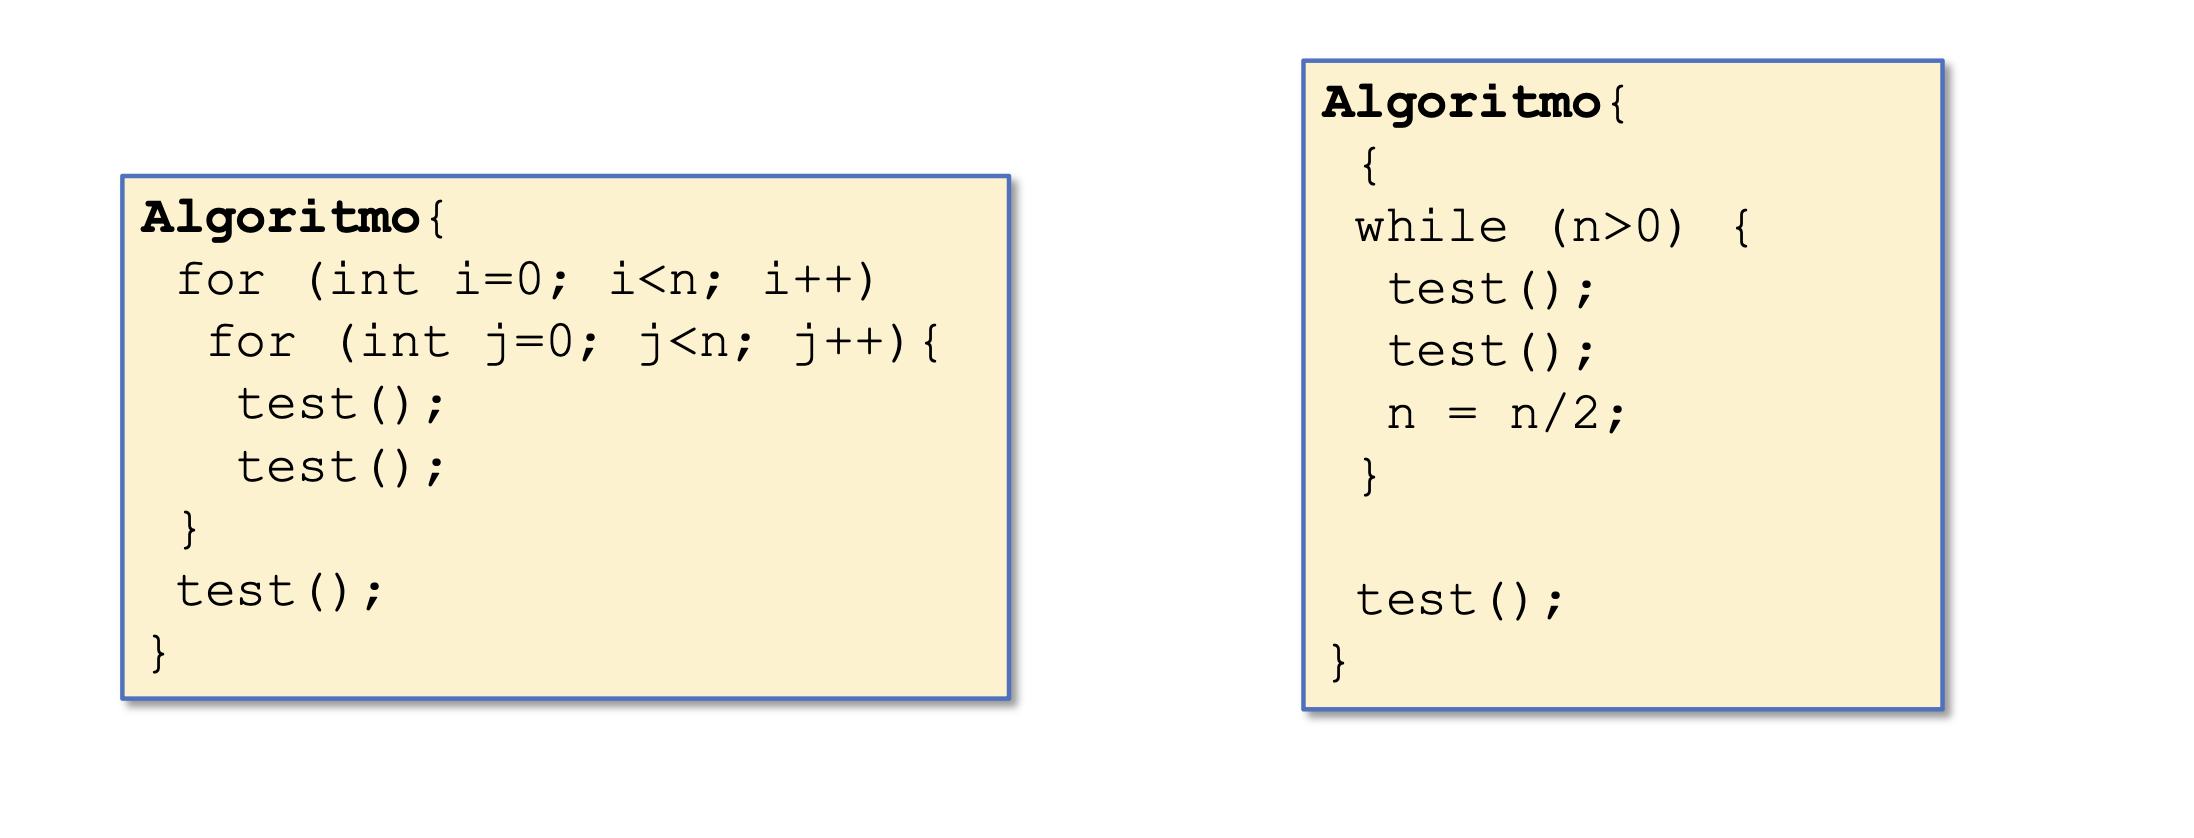 Algoritmo{
for (int i=0; i<n; i++)
for (int j=0; j<n; j++){
test();
test();
}
test();
}
Algoritmo{
{
while (n>0) {
test();
test();
n = n/2;
}
test();
}